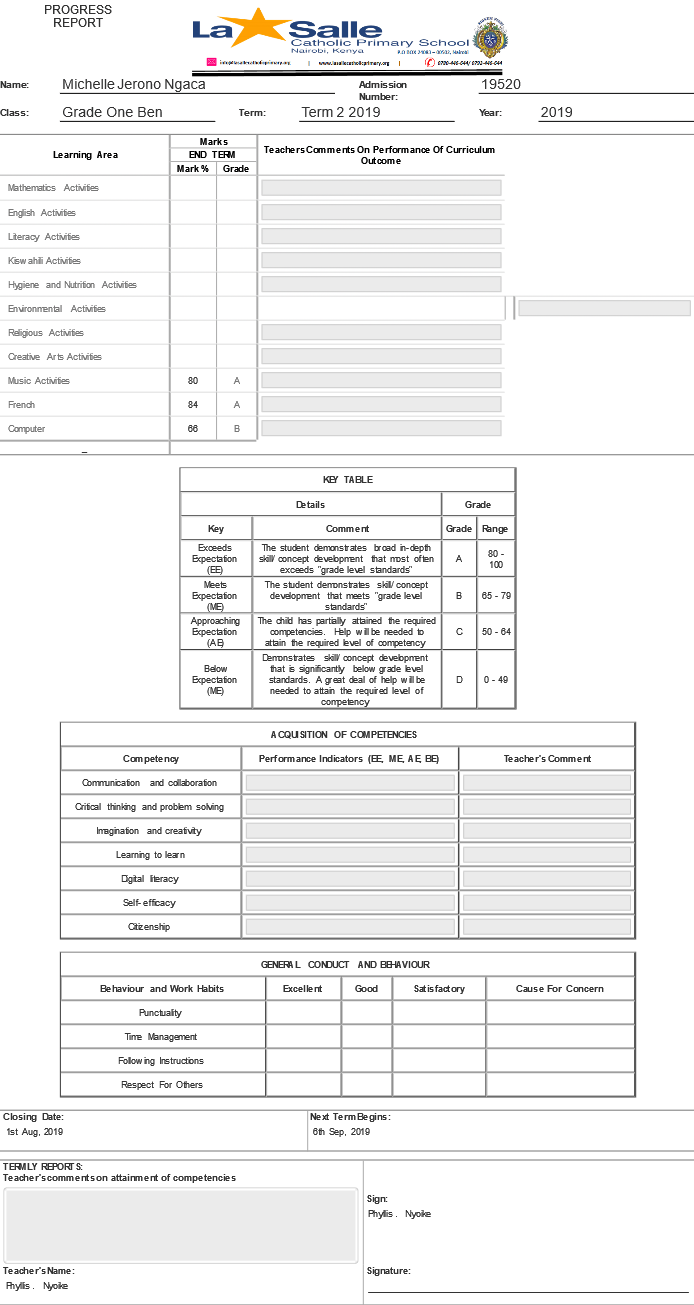 PROGRESS
REPORT
La Salle
Catholic Primary School
Nairobi, Kenya
P.O BOX 24083 – 00502, Nairobi
info@lasallecatholicprimary.org | www.lasallecatholicprimary.org | 0700-446-044/ 0792-446-044
Name: Michelle Jerono Ngaca Admission Number: 19520
Class: Grade One Ben Term: Term 2 2019 Year: 2019
Learning Area Marks Teachers Comments On Performance Of Curriculum Outcome
END TERM
Mark % Grade
Mathematics Activities
English Activities
Literacy Activities
Kiswahili Activities
Hygiene and Nutrition Activities
Environmental Activities
Religious Activities
Creative Arts Activities
Music Activities 80 A
French 84 A
Computer 66 B
_
KEY TABLE
Details Grade
Key Comment Grade Range
Exceeds Expectation (EE) The student demonstrates broad in-depth skill/ concept development that most often exceeds "grade level standards" A 80 - 100
Meets Expectation (ME) The student demonstrates skill/ concept development that meets "grade level standards" B 65 - 79
Approaching Expectation (AE) The child has partially attained the required competencies. Help will be needed to attain the required level of competency C 50 - 64
Below Expectation (ME) Demonstrates skill/ concept development that is significantly below grade level standards. A great deal of help will be needed to attain the required level of competency D 0 - 49
ACQUISITION OF COMPETENCIES
Competency Performance Indicators (EE, ME, AE, BE) Teacher's Comment
Communication and collaboration
Critical thinking and problem solving
Imagination and creativity
Learning to learn
Digital literacy
Self- efficacy
Citizenship
GENERAL CONDUCT AND BEHAVIOUR
Behaviour and Work Habits Excellent Good Satisfactory Cause For Concern
Punctuality
Time Management
Following Instructions
Respect For Others
Closing Date: Next Term Begins:
1st Aug, 2019 6th Sep, 2019
TERMLY REPORTS:
Teacher's comments on attainment of competencies
Sign:
Phyllis . Nyoike
Teacher's Name: Signature:
Phyllis . Nyoike